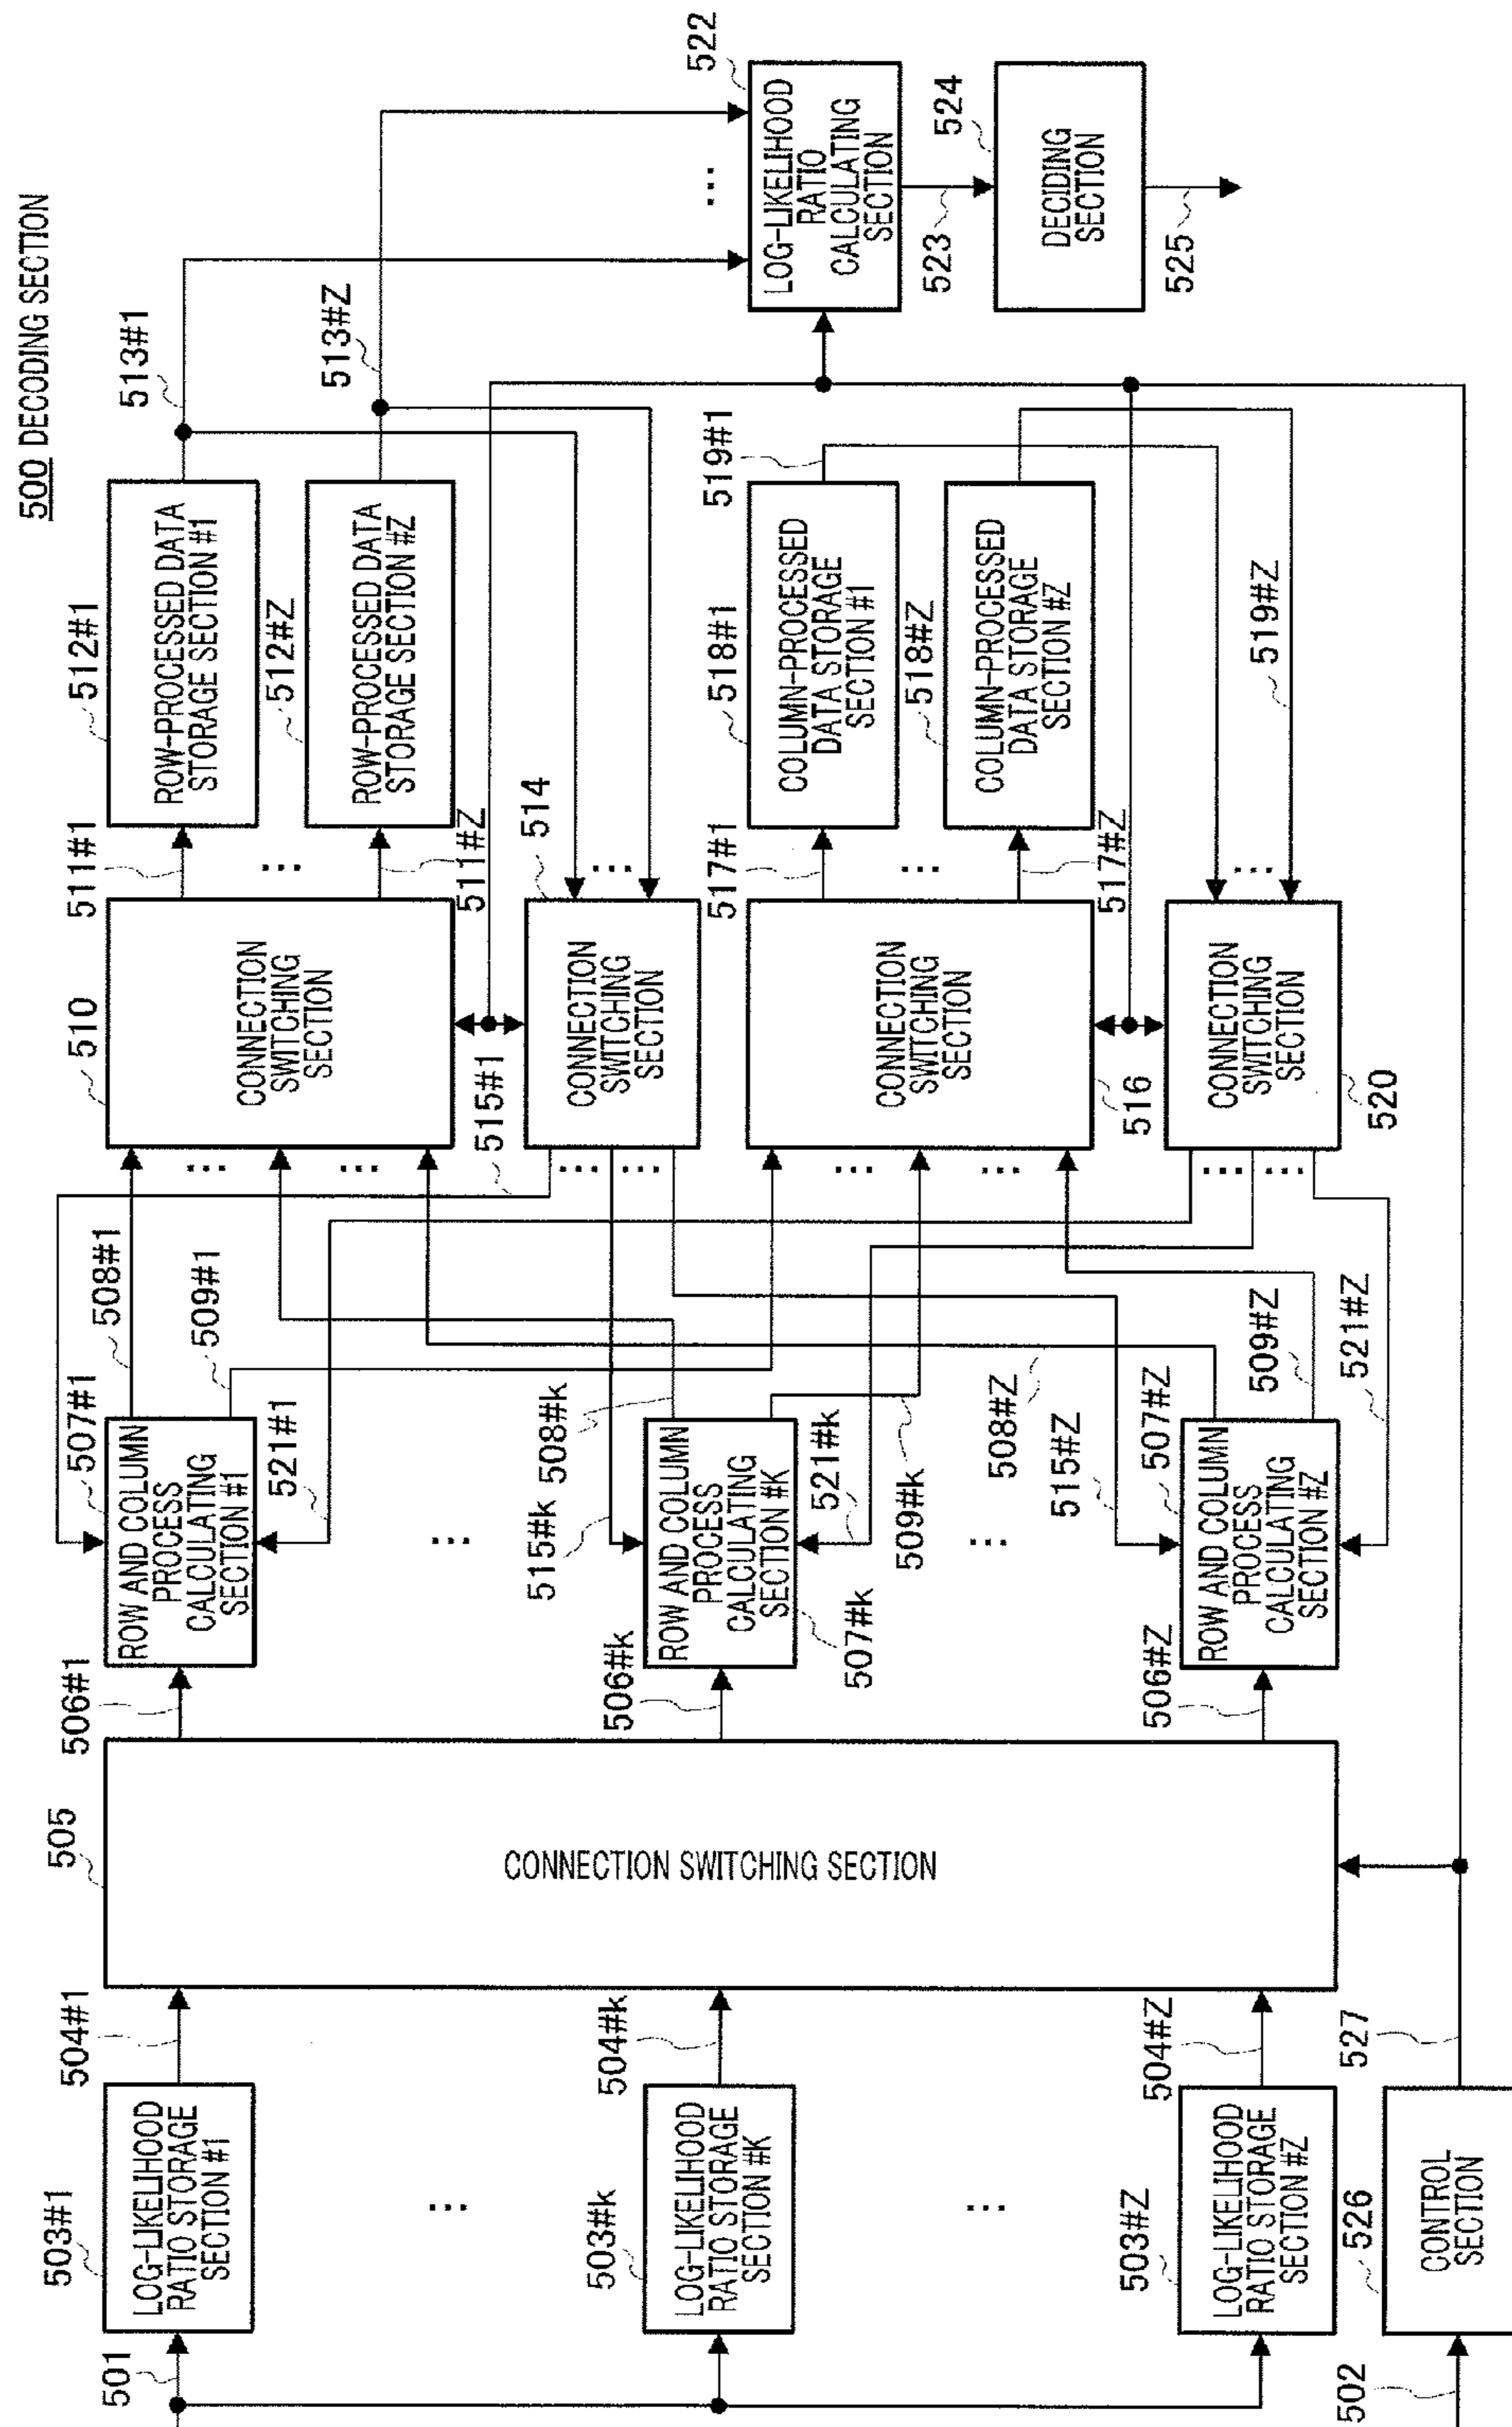 500 DECODING SECTION
501
502
503#1
LOG-LIKELIHOOD
RATIO STORAGE
SECTION #1
...
503#k
LOG-LIKELIHOOD
RATIO STORAGE
SECTION #K
...
503#Z
LOG-LIKELIHOOD
RATIO STORAGE
SECTION #Z
526
CONTROL
SECTION
504#1
504#k
504#Z
527
505
CONNECTION SWITCHING SECTION
506#1
506#k
506#Z
507#1
ROW AND COLUMN
PROCESS
CALCULATING
SECTION #1
508#1
509#1
521#1
...
515#k
508#k
ROW AND COLUMN
PROCESS
CALCULATING
SECTION #K
507#k
521#k
509#k
...
508#Z
515#Z
507#Z
ROW AND COLUMN
PROCESS
CALCULATING
SECTION #Z
509#Z
521#Z
510
CONNECTION
SWITCHING
SECTION
...
...
515#1
514
CONNECTION
SWITCHING
SECTION
...
...
...
CONNECTION
SWITCHING
SECTION
516
...
...
CONNECTION
SWITCHING
SECTION
520
...
...
...
511#1
...
511#Z
517#1
...
517#Z
512#1
ROW-PROCESSED DATA
STORAGE SECTION #1
512#Z
ROW-PROCESSED DATA
STORAGE SECTION #Z
518#1
COLUMN-PROCESSED
DATA STORAGE
SECTION #1
518#Z
COLUMN-PROCESSED
DATA STORAGE
SECTION #Z
513#1
513#Z
519#1
519#Z
...
522
LOG-LIKELIHOOD
RATIO
CALCULATING
SECTION
523
524
DECIDING
SECTION
525